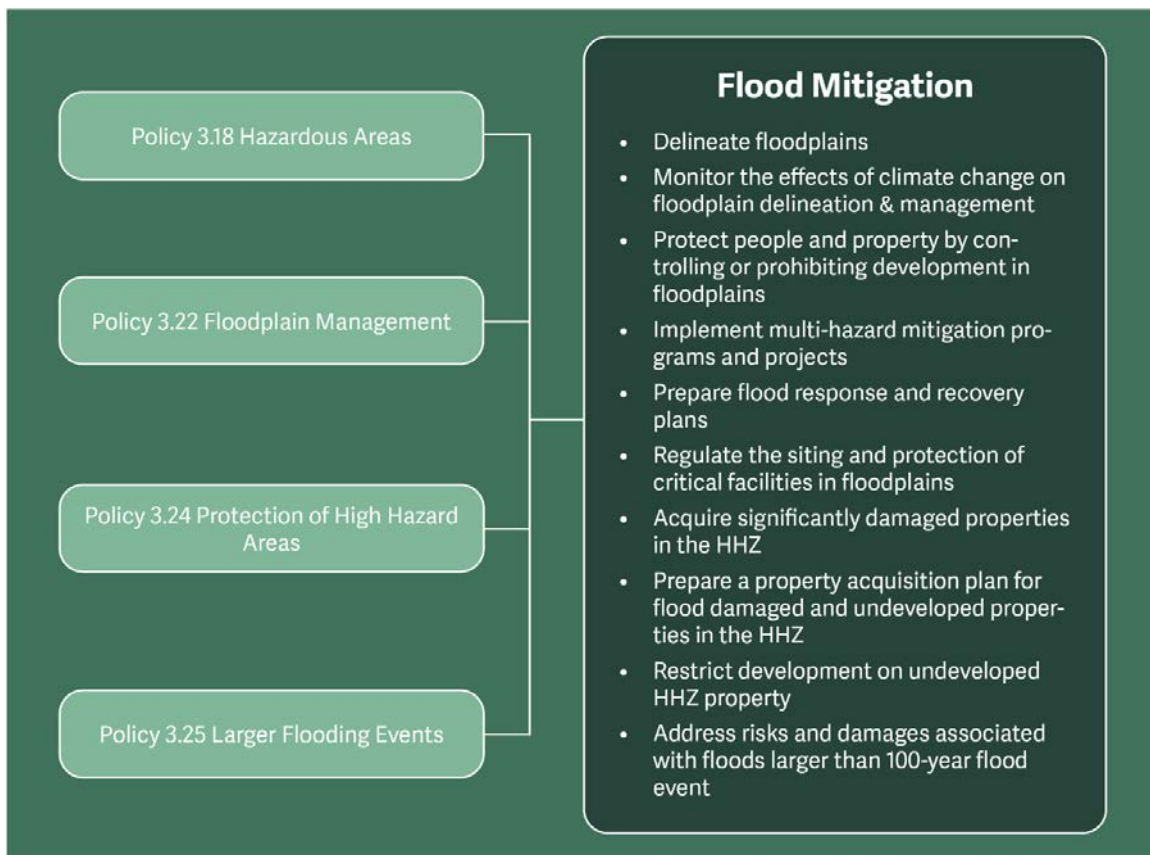 Policy 3.18 Hazardous Areas
Policy 3.22 Floodplain Management
Policy 3.24 Protection of High Hazard
Areas
Policy 3.25 Larger Flooding Events
Flood Mitigation
• Delineate floodplains
• Monitor the effects of climate change on
floodplain delineation & management
• Protect people and property by con-
trolling or prohibiting development in
floodplains
• Implement multi-hazard mitigation pro-
grams and projects
• Prepare flood response and recovery
plans
• Regulate the siting and protection of
critical facilities in floodplains
• Acquire significantly damaged properties
in the HHZ
• Prepare a property acquisition plan for
flood damaged and undeveloped proper-
ties in the HHZ
• Restrict development on undeveloped
HHZ property
• Address risks and damages associated
with floods larger than 100-year flood
event